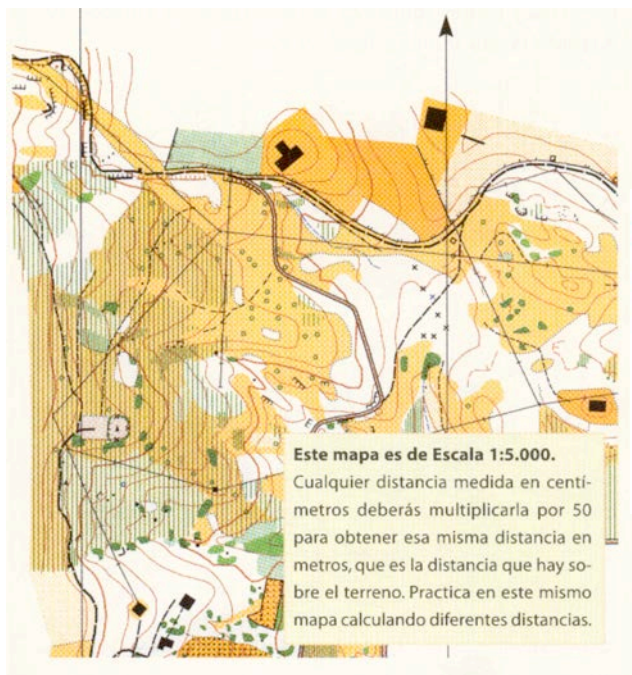 Este mapa es de Escala 1:5.000.
Cualquier distancia medida en centí-
metros deberás multiplicarla por 50
para obtener esa misma distancia en
metros, que es la distancia que hay so-
bre el terreno. Practica en este mismo
mapa calculando diferentes distancias.